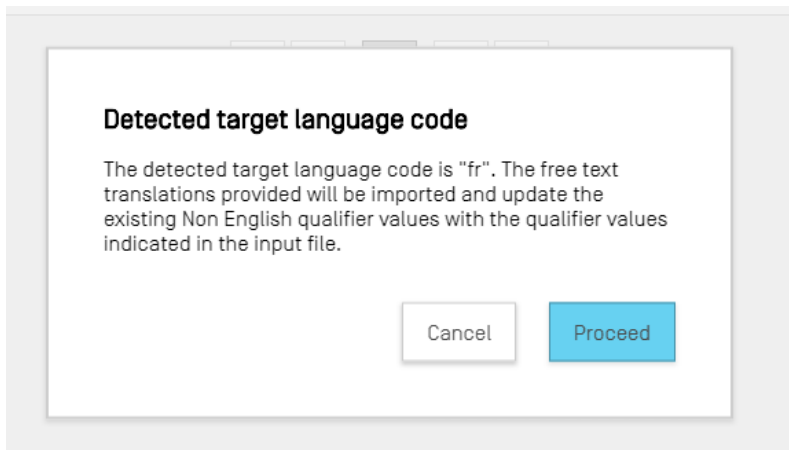 Detected target language code
The detected target language code is "fr". The free text
translations provided will be imported and update the
existing Non English qualifier values with the qualifier values
indicated in the input file.
Cancel
Proceed